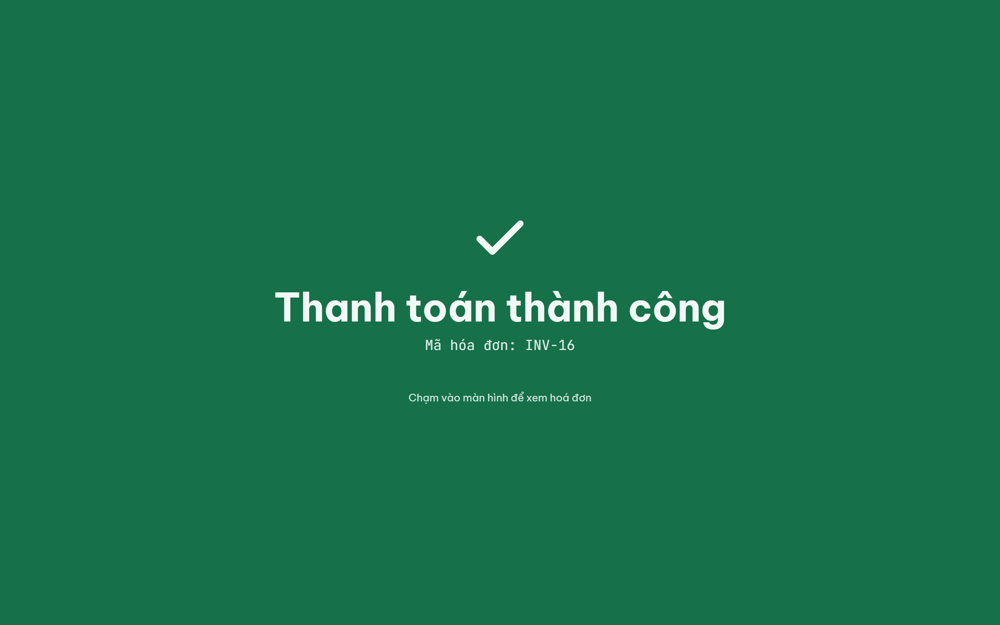 Thanh toán thành công
Mã hóa đơn: INV-16
Chạm vào màn hình để xem hoá đơn